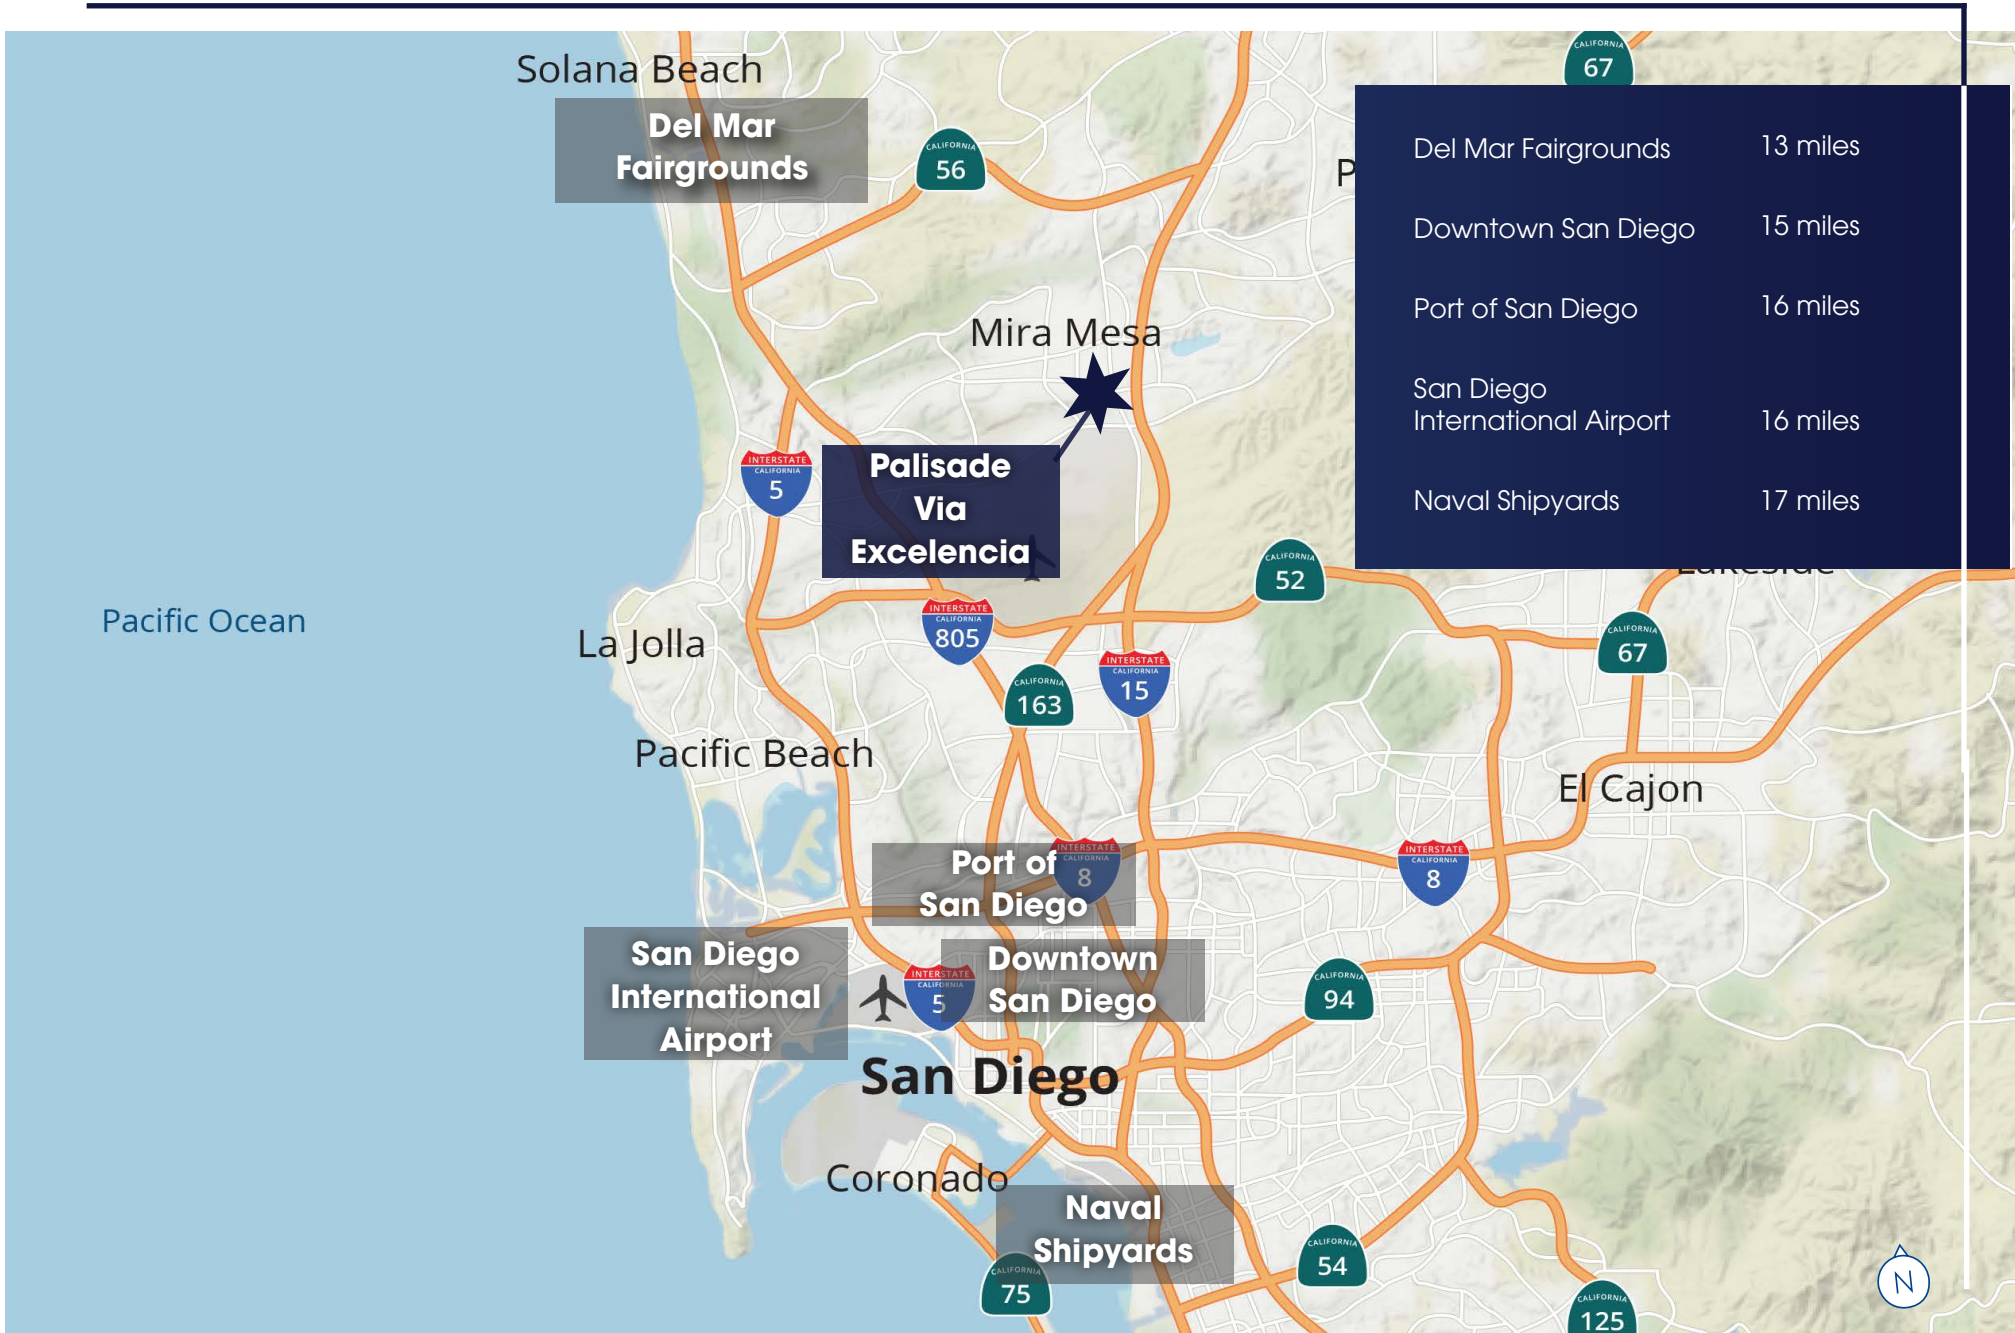 Solana Beach
Del Mar
Fairgrounds
CALIFORNIA
56
CALIFORNIA
67
P
Del Mar Fairgrounds 13 miles
Downtown San Diego 15 miles
Port of San Diego 16 miles
San Diego
International Airport 16 miles
Naval Shipyards 17 miles
Mira Mesa
Palisade
Via
Excelencia
INTERSTATE
CALIFORNIA
5
CALIFORNIA
52
Lakeside
Pacific Ocean
La Jolla
INTERSTATE
CALIFORNIA
805
CALIFORNIA
67
INTERSTATE
CALIFORNIA
15
CALIFORNIA
163
Pacific Beach
El Cajon
Port of
San Diego
INTERSTATE
CALIFORNIA
8
INTERSTATE
CALIFORNIA
8
San Diego
International
Airport
INTERSTATE
CALIFORNIA
5
Downtown
San Diego
CALIFORNIA
94
San Diego
Coronado
Naval
Shipyards
CALIFORNIA
75
CALIFORNIA
54
CALIFORNIA
125
N